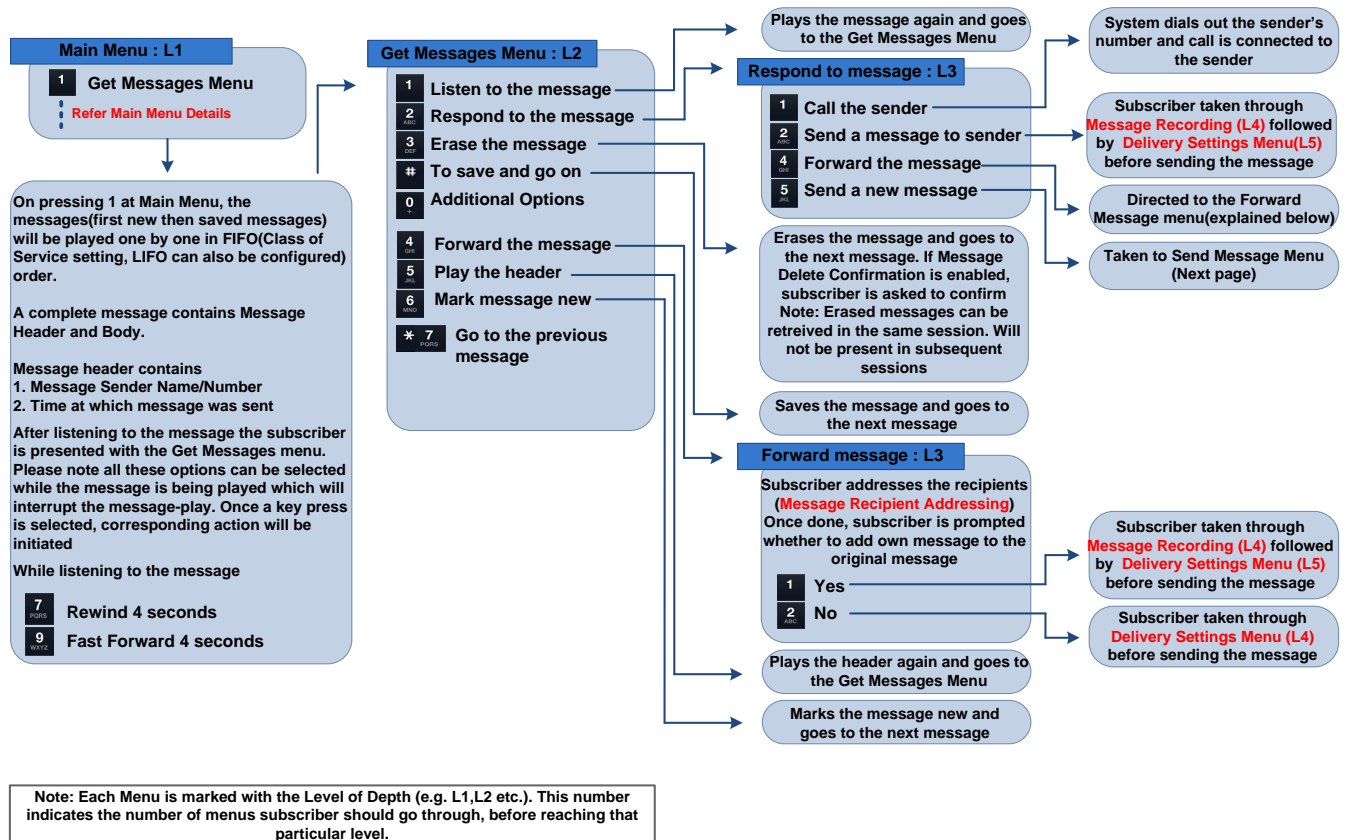 Main Menu : L1
1 Get Messages Menu
Refer Main Menu Details
On pressing 1 at Main Menu, the
messages(first new then saved messages)
will be played one by one in FIFO(Class of
Service setting, LIFO can also be configured)
order.
A complete message contains Message
Header and Body.
Message header contains
1. Message Sender Name/Number
2. Time at which message was sent
After listening to the message the subscriber
is presented with the Get Messages menu.
Please note all these options can be selected
while the message is being played which will
interrupt the message-play. Once a key press
is selected, corresponding action will be
initiated
While listening to the message
7 PQRS Rewind 4 seconds
9 WXYZ Fast Forward 4 seconds
Get Messages Menu : L2
1 Listen to the message
2 ABC Respond to the message
3 DEF Erase the message
# To save and go on
0 + Additional Options
4 GHI Forward the message
5 JKL Play the header
6 MNO Mark message new
* 7 PQRS Go to the previous
message
Plays the message again and goes
to the Get Messages Menu
Respond to message : L3
1 Call the sender
2 ABC Send a message to sender
4 GHI Forward the message
5 JKL Send a new message
Erases the message and goes to
the next message. If Message
Delete Confirmation is enabled,
subscriber is asked to confirm
Note: Erased messages can be
retreived in the same session. Will
not be present in subsequent
sessions
Saves the message and goes to
the next message
Forward message : L3
Subscriber addresses the recipients
(Message Recipient Addressing)
Once done, subscriber is prompted
whether to add own message to the
original message
1 Yes
2 ABC No
Plays the header again and goes to
the Get Messages Menu
Marks the message new and
goes to the next message
System dials out the sender's
number and call is connected to
the sender
Subscriber taken through
Message Recording (L4) followed
by Delivery Settings Menu(L5)
before sending the message
Directed to the Forward
Message menu(explained below)
Taken to Send Message Menu
(Next page)
Subscriber taken through
Message Recording (L4) followed
by Delivery Settings Menu (L5)
before sending the message
Subscriber taken through
Delivery Settings Menu (L4)
before sending the message
Note: Each Menu is marked with the Level of Depth (e.g. L1,L2 etc.). This number
indicates the number of menus subscriber should go through, before reaching that
particular level.